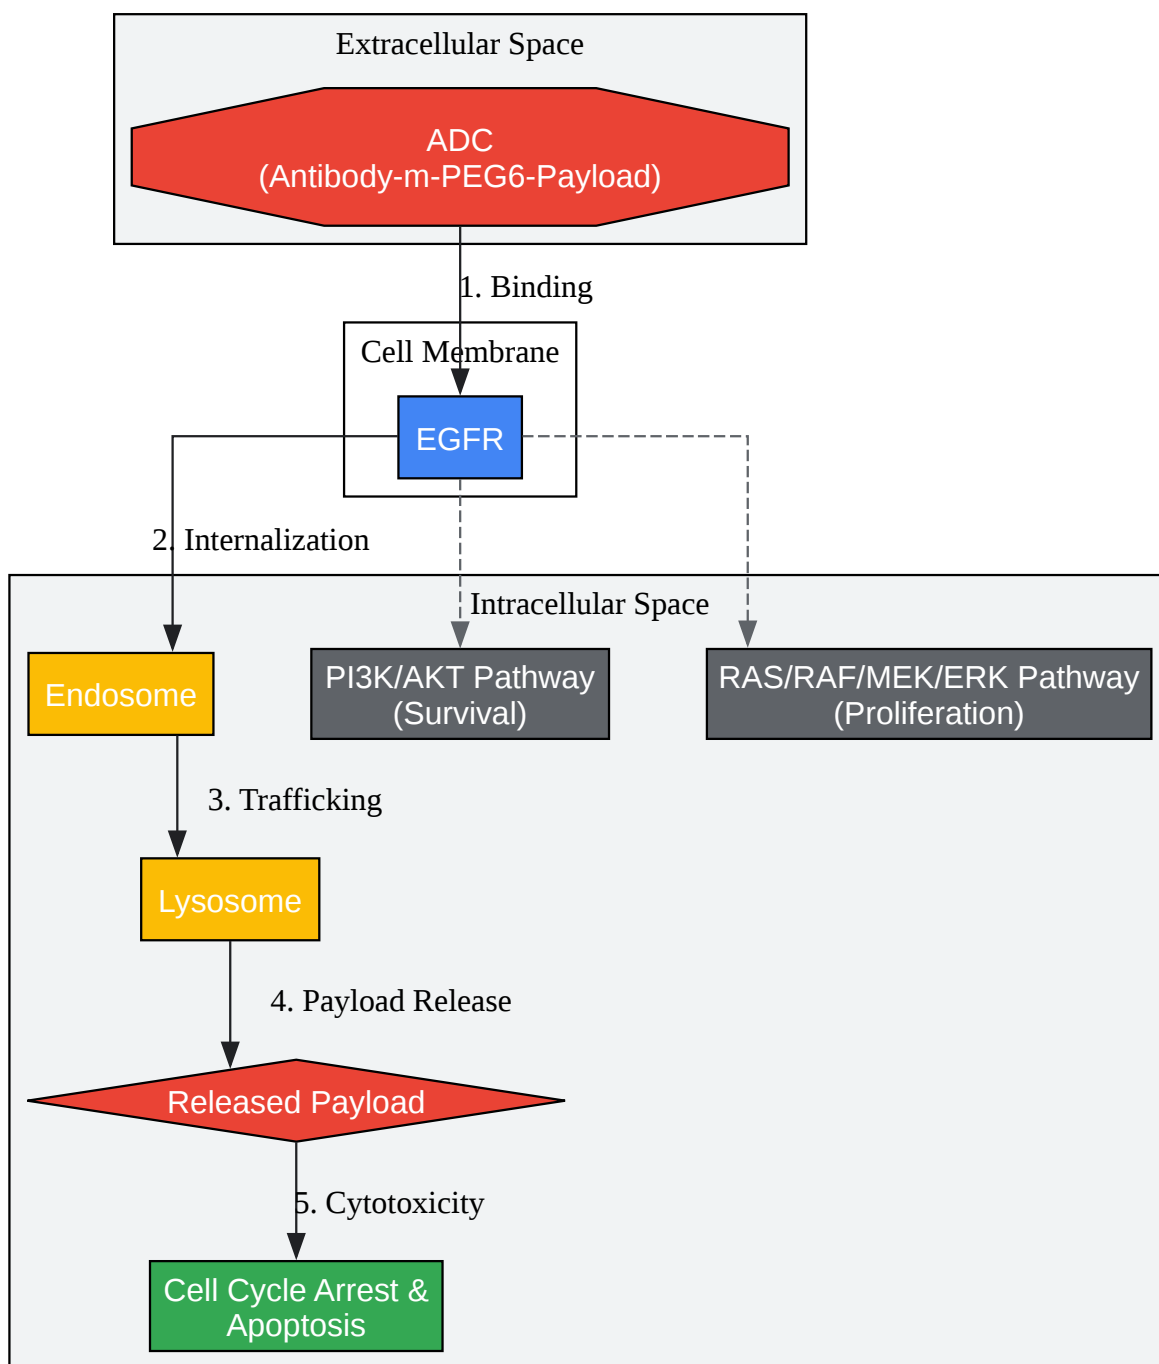 Extracellular Space
ADC
(Antibody-m-PEG6-Payload)
1. Binding
Cell Membrane
EGFR
2. Internalization
Intracellular Space
Endosome
PI3K/AKT Pathway
(Survival)
RAS/RAF/MEK/ERK Pathway
(Proliferation)
3. Trafficking
Lysosome
4. Payload Release
Released Payload
5. Cytotoxicity
Cell Cycle Arrest &
Apoptosis